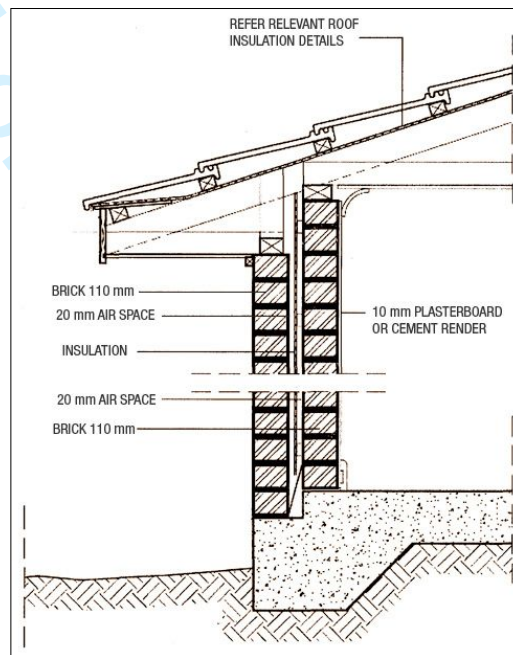 REFER RELEVANT ROOF
INSULATION DETAILS
BRICK 110 mm
20 mm AIR SPACE
10 mm PLASTERBOARD
OR CEMENT RENDER
INSULATION
20 mm AIR SPACE
BRICK 110 mm